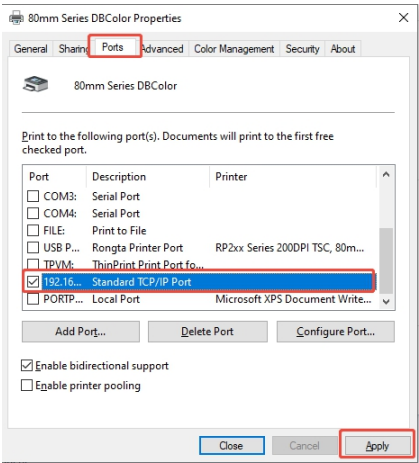 80mm Series DBColor Properties
General Sharing Ports Advanced Color Management Security About
80mm Series DBColor
Print to the following port(s). Documents will print to the first free
checked port.
Port Description Printer
COM3: Serial Port
COM4: Serial Port
FILE: Print to File
USB P... Rongta Printer Port RP2xx Series 200DPI TSC, 80m...
TPVM: ThinPrint Print Port fo...
192.16... Standard TCP/IP Port
PORTP... Local Port Microsoft XPS Document Write...
Add Port... Delete Port Configure Port...
Enable bidirectional support
Enable printer pooling
Close Cancel Apply